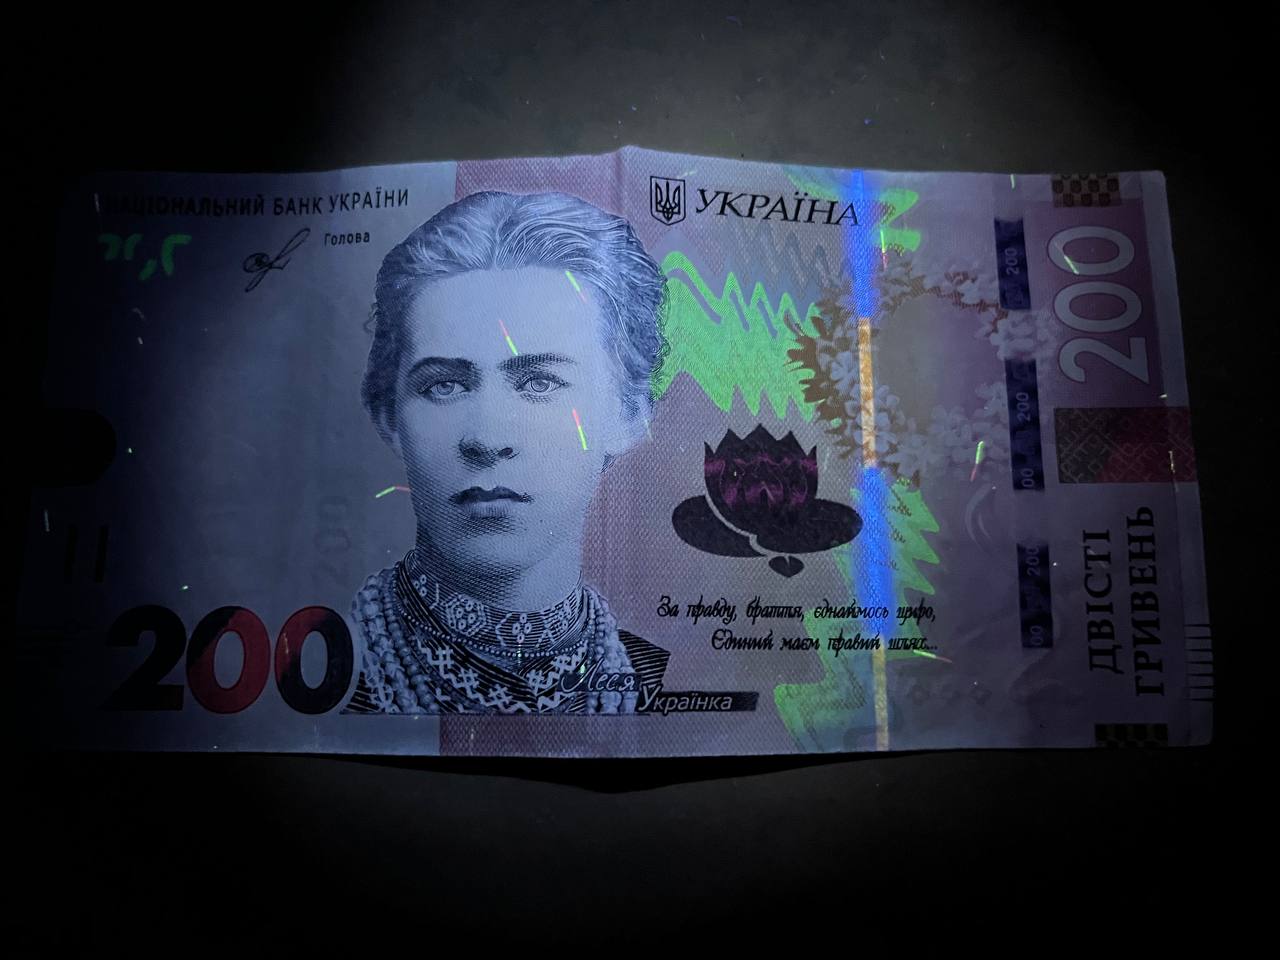 НАЦІОНАЛЬНИЙ БАНК УКРАЇНИ
Голова
УКРАЇНА
200
200
200
200
200
За правду, браття, єднаймось щиро,
Єдиний маєм правий шлях...
ДВІСТІ
ГРИВЕНЬ
200
Леся
Українка